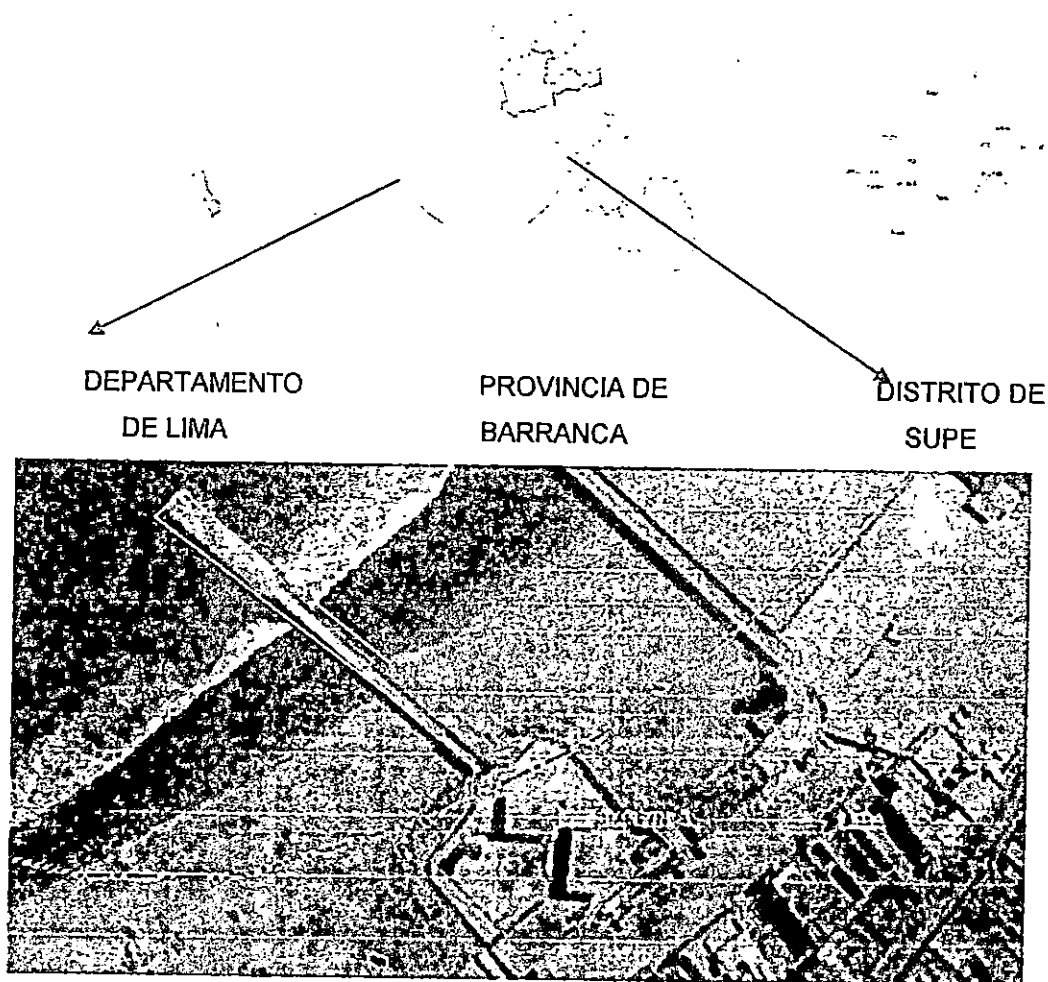 DEPARTAMENTO
DE LIMA
PROVINCIA DE
BARRANCA
DISTRITO DE
SUPE